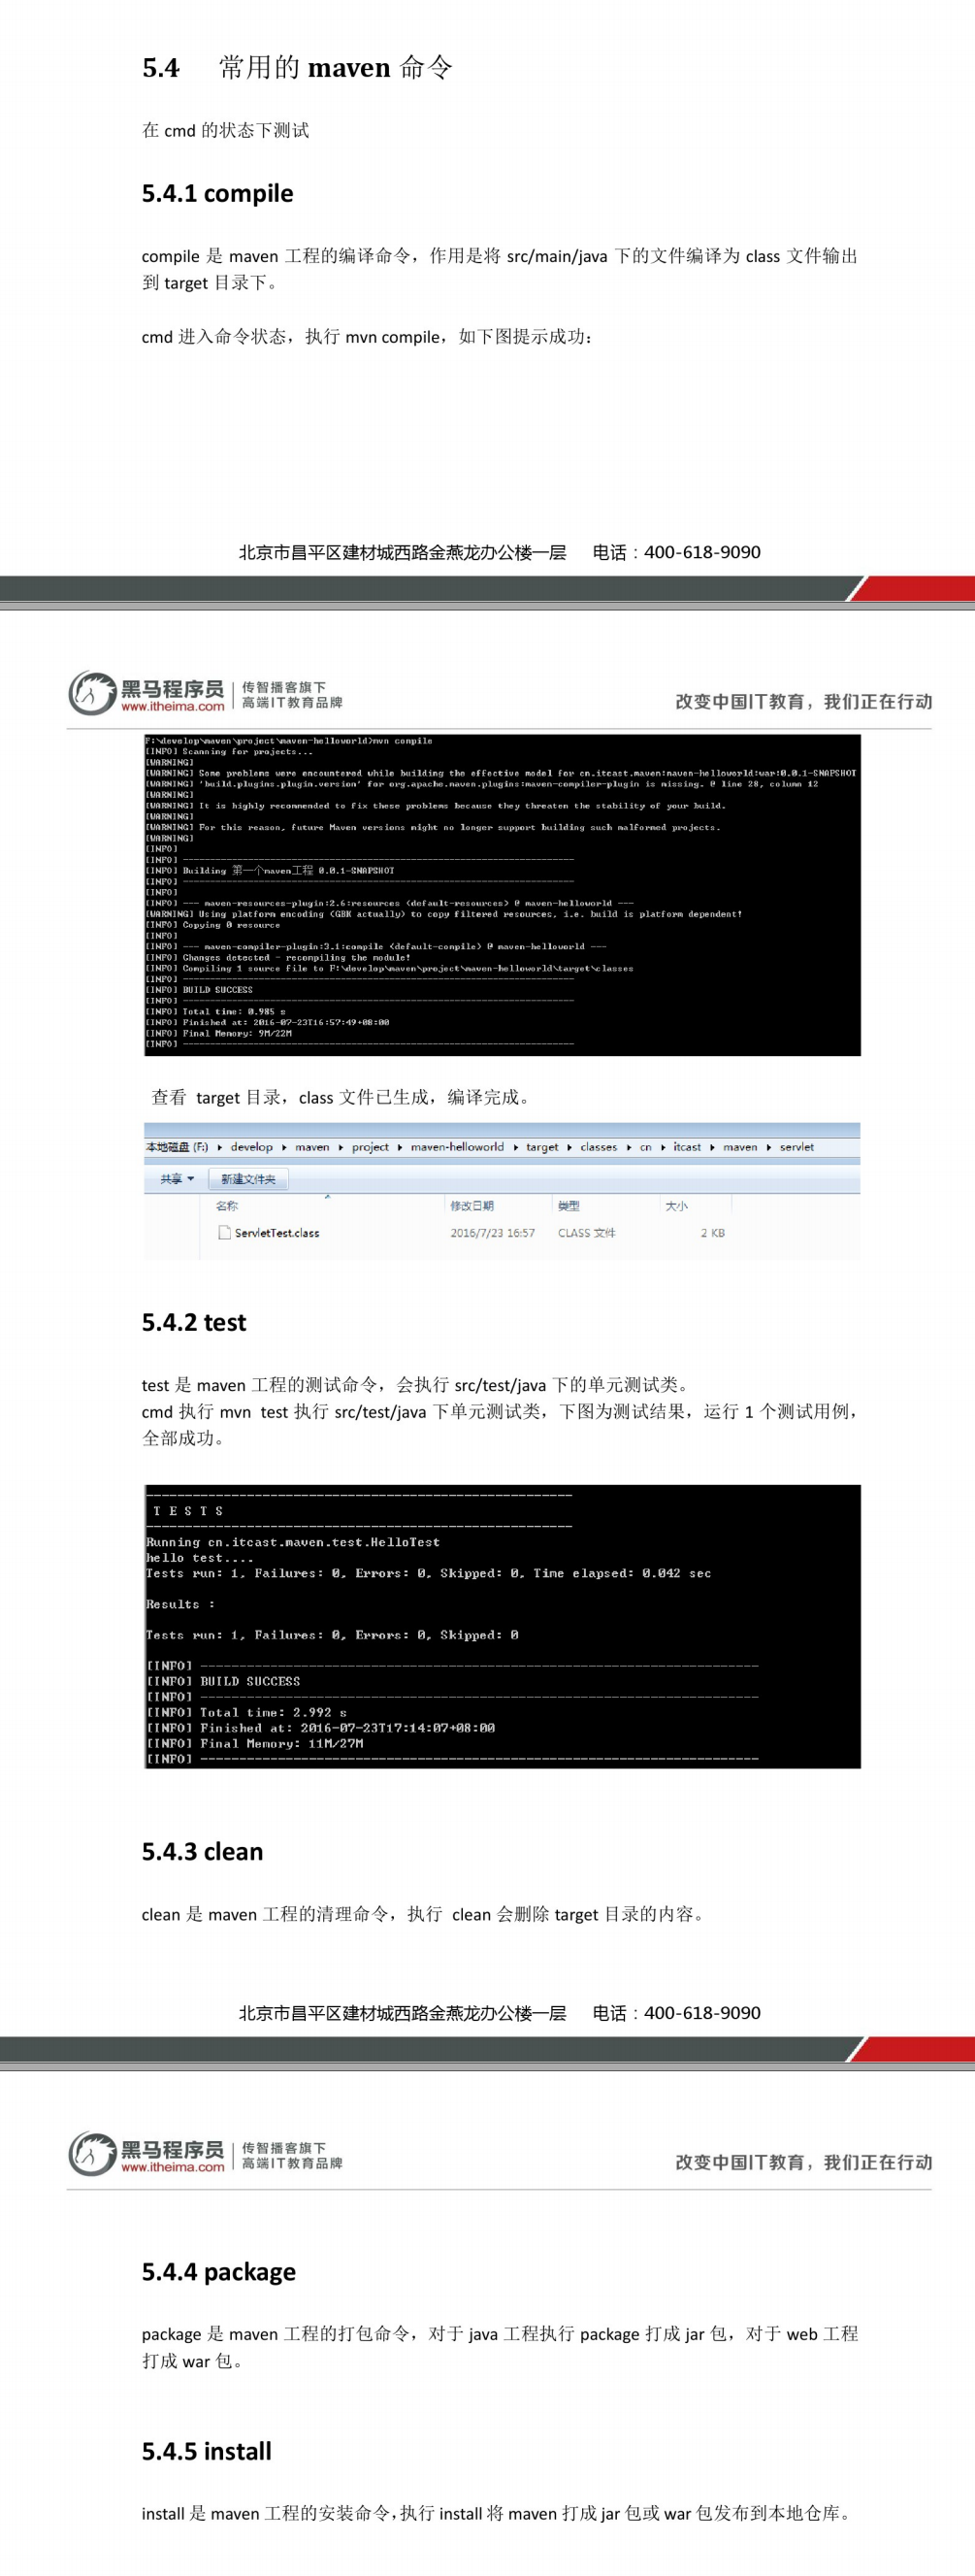 5.4 常用的 maven 命令
在 cmd 的状态下测试
5.4.1 compile
compile 是 maven 工程的编译命令，作用是将 src/main/java 下的文件编译为 class 文件输出
到 target 目录下。
cmd 进入命令状态，执行 mvn compile，如下图提示成功：
北京市昌平区建材城西路金燕龙办公楼一层 电话：400-618-9090
黑马程序员 传智播客旗下
www.itheima.com 高端IT教育品牌
改变中国IT教育，我们正在行动
F:\develop\maven\project\maven-helloworld>mvn compile
[INFO] Scanning for projects...
[WARNING]
[WARNING] Some problems were encountered while building the effective model for cn.itcast.maven:maven-helloworld:war:0.0.1-SNAPSHOT
[WARNING] 'build.plugins.plugin.version' for org.apache.maven.plugins:maven-compiler-plugin is missing. @ line 28, column 12
[WARNING]
[WARNING] It is highly recommended to fix these problems because they threaten the stability of your build.
[WARNING]
[WARNING] For this reason, future Maven versions might no longer support building such malformed projects.
[WARNING]
[INFO]
[INFO] ------------------------------------------------------------------------
[INFO] Building 第一个maven工程 0.0.1-SNAPSHOT
[INFO] ------------------------------------------------------------------------
[INFO]
[INFO] --- maven-resources-plugin:2.6:resources (default-resources) @ maven-helloworld ---
[WARNING] Using platform encoding (GBK actually) to copy filtered resources, i.e. build is platform dependent!
[INFO] Copying 0 resource
[INFO]
[INFO] --- maven-compiler-plugin:3.1:compile (default-compile) @ maven-helloworld ---
[INFO] Changes detected - recompiling the module!
[INFO] Compiling 1 source file to F:\develop\maven\project\maven-helloworld\target\classes
[INFO] ------------------------------------------------------------------------
[INFO] BUILD SUCCESS
[INFO] ------------------------------------------------------------------------
[INFO] Total time: 0.985 s
[INFO] Finished at: 2016-07-23T16:57:49+08:00
[INFO] Final Memory: 9M/22M
[INFO] ------------------------------------------------------------------------
查看 target 目录，class 文件已生成，编译完成。
本地磁盘 (F:) ▸ develop ▸ maven ▸ project ▸ maven-helloworld ▸ target ▸ classes ▸ cn ▸ itcast ▸ maven ▸ servlet
共享 ▾ 新建文件夹
名称 修改日期 类型 大小
ServletTest.class 2016/7/23 16:57 CLASS 文件 2 KB
5.4.2 test
test 是 maven 工程的测试命令，会执行 src/test/java 下的单元测试类。
cmd 执行 mvn test 执行 src/test/java 下单元测试类，下图为测试结果，运行 1 个测试用例，
全部成功。
-------------------------------------------------------
T E S T S
-------------------------------------------------------
Running cn.itcast.maven.test.HelloTest
hello test....
Tests run: 1, Failures: 0, Errors: 0, Skipped: 0, Time elapsed: 0.042 sec
Results :
Tests run: 1, Failures: 0, Errors: 0, Skipped: 0
[INFO] ------------------------------------------------------------------------
[INFO] BUILD SUCCESS
[INFO] ------------------------------------------------------------------------
[INFO] Total time: 2.992 s
[INFO] Finished at: 2016-07-23T17:14:07+08:00
[INFO] Final Memory: 11M/27M
[INFO] ------------------------------------------------------------------------
5.4.3 clean
clean 是 maven 工程的清理命令，执行 clean 会删除 target 目录的内容。
北京市昌平区建材城西路金燕龙办公楼一层 电话：400-618-9090
黑马程序员 传智播客旗下
www.itheima.com 高端IT教育品牌
改变中国IT教育，我们正在行动
5.4.4 package
package 是 maven 工程的打包命令，对于 java 工程执行 package 打成 jar 包，对于 web 工程
打成 war 包。
5.4.5 install
install 是 maven 工程的安装命令，执行 install 将 maven 打成 jar 包或 war 包发布到本地仓库。